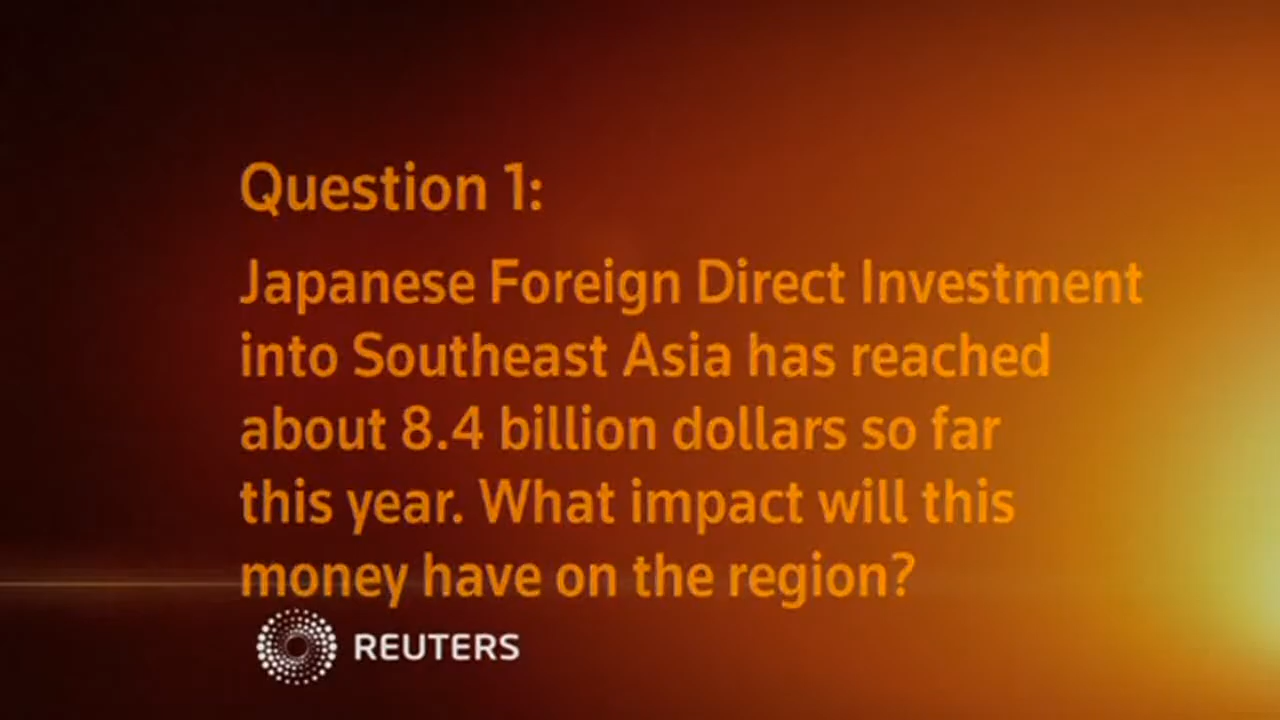 Question 1:
Japanese Foreign Direct Investment
into Southeast Asia has reached
about 8.4 billion dollars so far
this year. What impact will this
money have on the region?
REUTERS